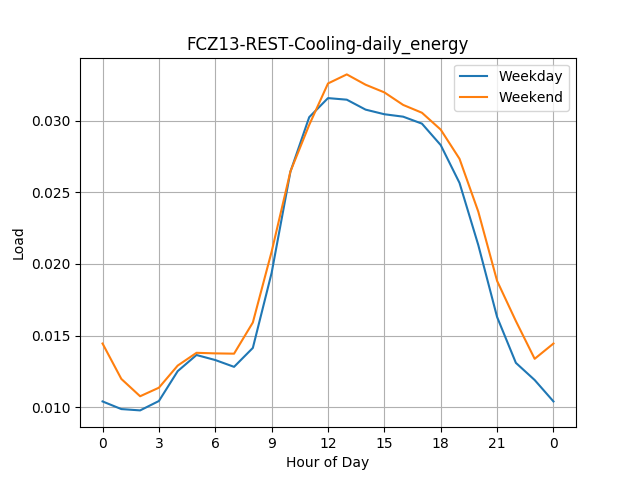 FCZ13-REST-Cooling-daily_energy
Weekday
Weekend
0.030
0.025
0.020
0.015
0.010
Load
0 3 6 9 12 15 18 21 0
Hour of Day